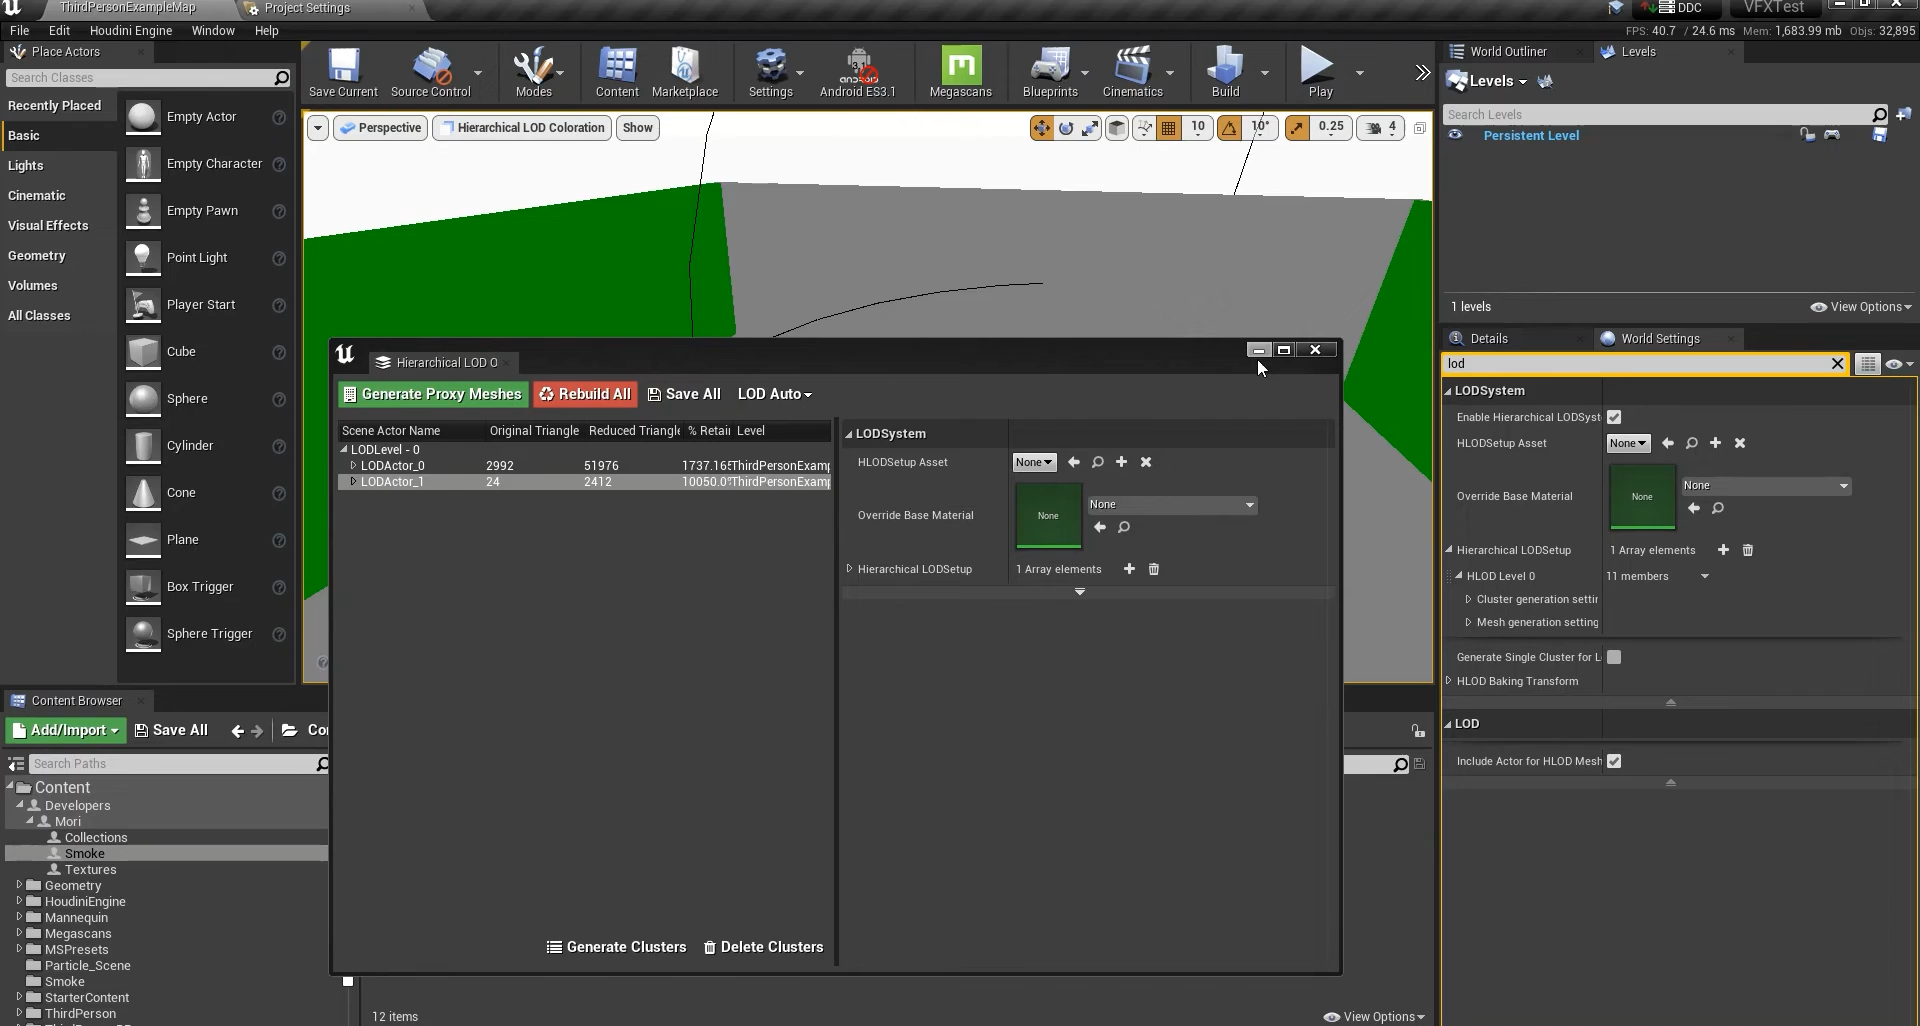 ThirdPersonExampleMap
Project Settings
DDC
VFXTest
File Edit Houdini Engine Window Help
FPS: 40.7 / 24.6 ms Mem: 1,683.99 mb Objs: 32,895
Place Actors
Search Classes
Recently Placed
Basic
Lights
Cinematic
Visual Effects
Geometry
Volumes
All Classes
Empty Actor
Empty Character
Empty Pawn
Point Light
Player Start
Cube
Sphere
Cylinder
Cone
Plane
Box Trigger
Sphere Trigger
Save Current
Source Control
Modes
Content
Marketplace
Settings
Android ES3.1
Megascans
Blueprints
Cinematics
Build
Play
Perspective
Hierarchical LOD Coloration
Show
10
10°
0.25
4
World Outliner
Levels
Levels
Search Levels
Persistent Level
1 levels
View Options
Details
World Settings
lod
LODSystem
Enable Hierarchical LODSyst
HLODSetup Asset
None
Override Base Material
None
None
Hierarchical LODSetup
1 Array elements
HLOD Level 0
11 members
Cluster generation settin
Mesh generation setting
Generate Single Cluster for L
HLOD Baking Transform
LOD
Include Actor for HLOD Mesh
Hierarchical LOD O
Generate Proxy Meshes
Rebuild All
Save All
LOD Auto
Scene Actor Name Original Triangle Reduced Triangle % Retai Level
LODLevel - 0
LODActor_0 2992 51976 ThirdPersonExamp
LODActor_1 24 2412 ThirdPersonExamp
LODSystem
HLODSetup Asset
None
Override Base Material
None
None
Hierarchical LODSetup
1 Array elements
Generate Clusters
Delete Clusters
Content Browser
Add/Import
Save All
Co
Search Paths
Content
Developers
Mori
Collections
Smoke
Textures
Geometry
HoudiniEngine
Mannequin
Megascans
MSPresets
Particle_Scene
Smoke
StarterContent
ThirdPerson
12 items
View Options